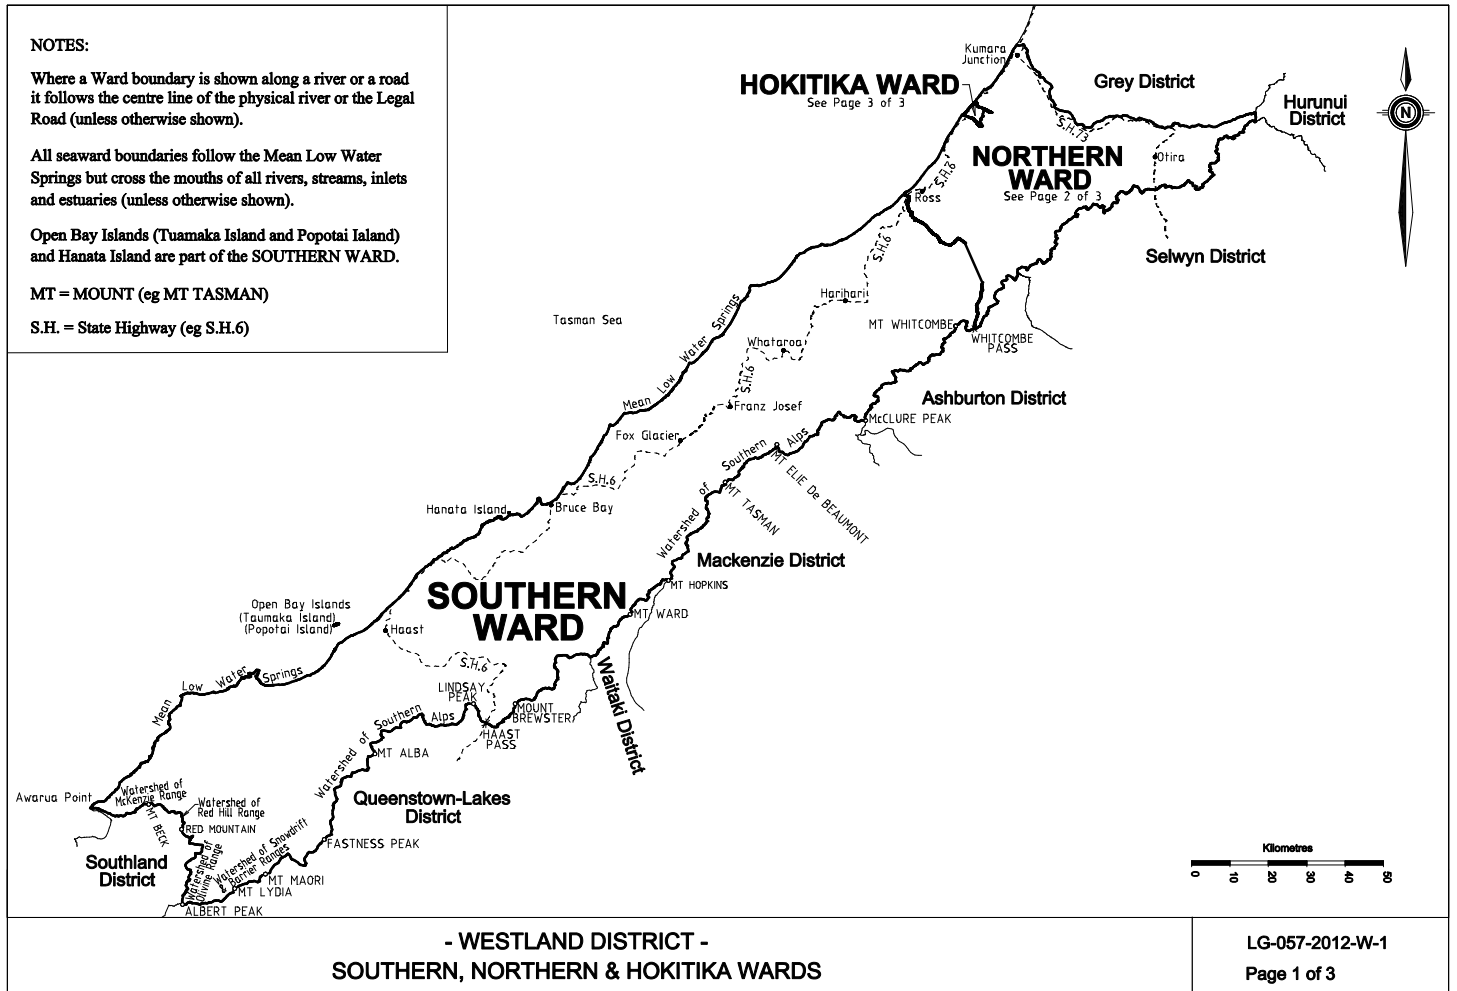 NOTES:
Where a Ward boundary is shown along a river or a road
it follows the centre line of the physical river or the Legal
Road (unless otherwise shown).
All seaward boundaries follow the Mean Low Water
Springs but cross the mouths of all rivers, streams, inlets
and estuaries (unless otherwise shown).
Open Bay Islands (Tuamaka Island and Popotai Ialand)
and Hanata Island are part of the SOUTHERN WARD.
MT = MOUNT (eg MT TASMAN)
S.H. = State Highway (eg S.H.6)
Kumara
Junction
HOKITIKA WARD
See Page 3 of 3
Grey District
Hurunui
District
N
S.H.73
NORTHERN
WARD
See Page 2 of 3
Otira
S.H.6
Ross
S.H.6
Selwyn District
Harihari
Tasman Sea
MT WHITCOMBE
WHITCOMBE
PASS
Mean Low Water Springs
Whataroa
S.H.6
Franz Josef
Ashburton District
McCLURE PEAK
Fox Glacier
Watershed of Southern Alps
MT ELIE De BEAUMONT
S.H.6
MT TASMAN
Hanata Island
Bruce Bay
Mackenzie District
MT HOPKINS
SOUTHERN
WARD
MT WARD
Open Bay Islands
(Taumaka Island)
(Popotai Island)
Haast
S.H.6
Waitaki District
LINDSAY
PEAK
MOUNT
BREWSTER
HAAST
PASS
Mean Low Water Springs
Watershed of Southern Alps
MT ALBA
Awarua Point
Watershed of
McKenzie Range
Watershed of
Red Hill Range
MT BECK
RED MOUNTAIN
Queenstown-Lakes
District
FASTNESS PEAK
Southland
District
Watershed of
Olivine Range
Watershed of Snowdrift
& Barrier Ranges
MT MAORI
MT LYDIA
ALBERT PEAK
Kilometres
0 10 20 30 40 50
- WESTLAND DISTRICT -
SOUTHERN, NORTHERN & HOKITIKA WARDS
LG-057-2012-W-1
Page 1 of 3